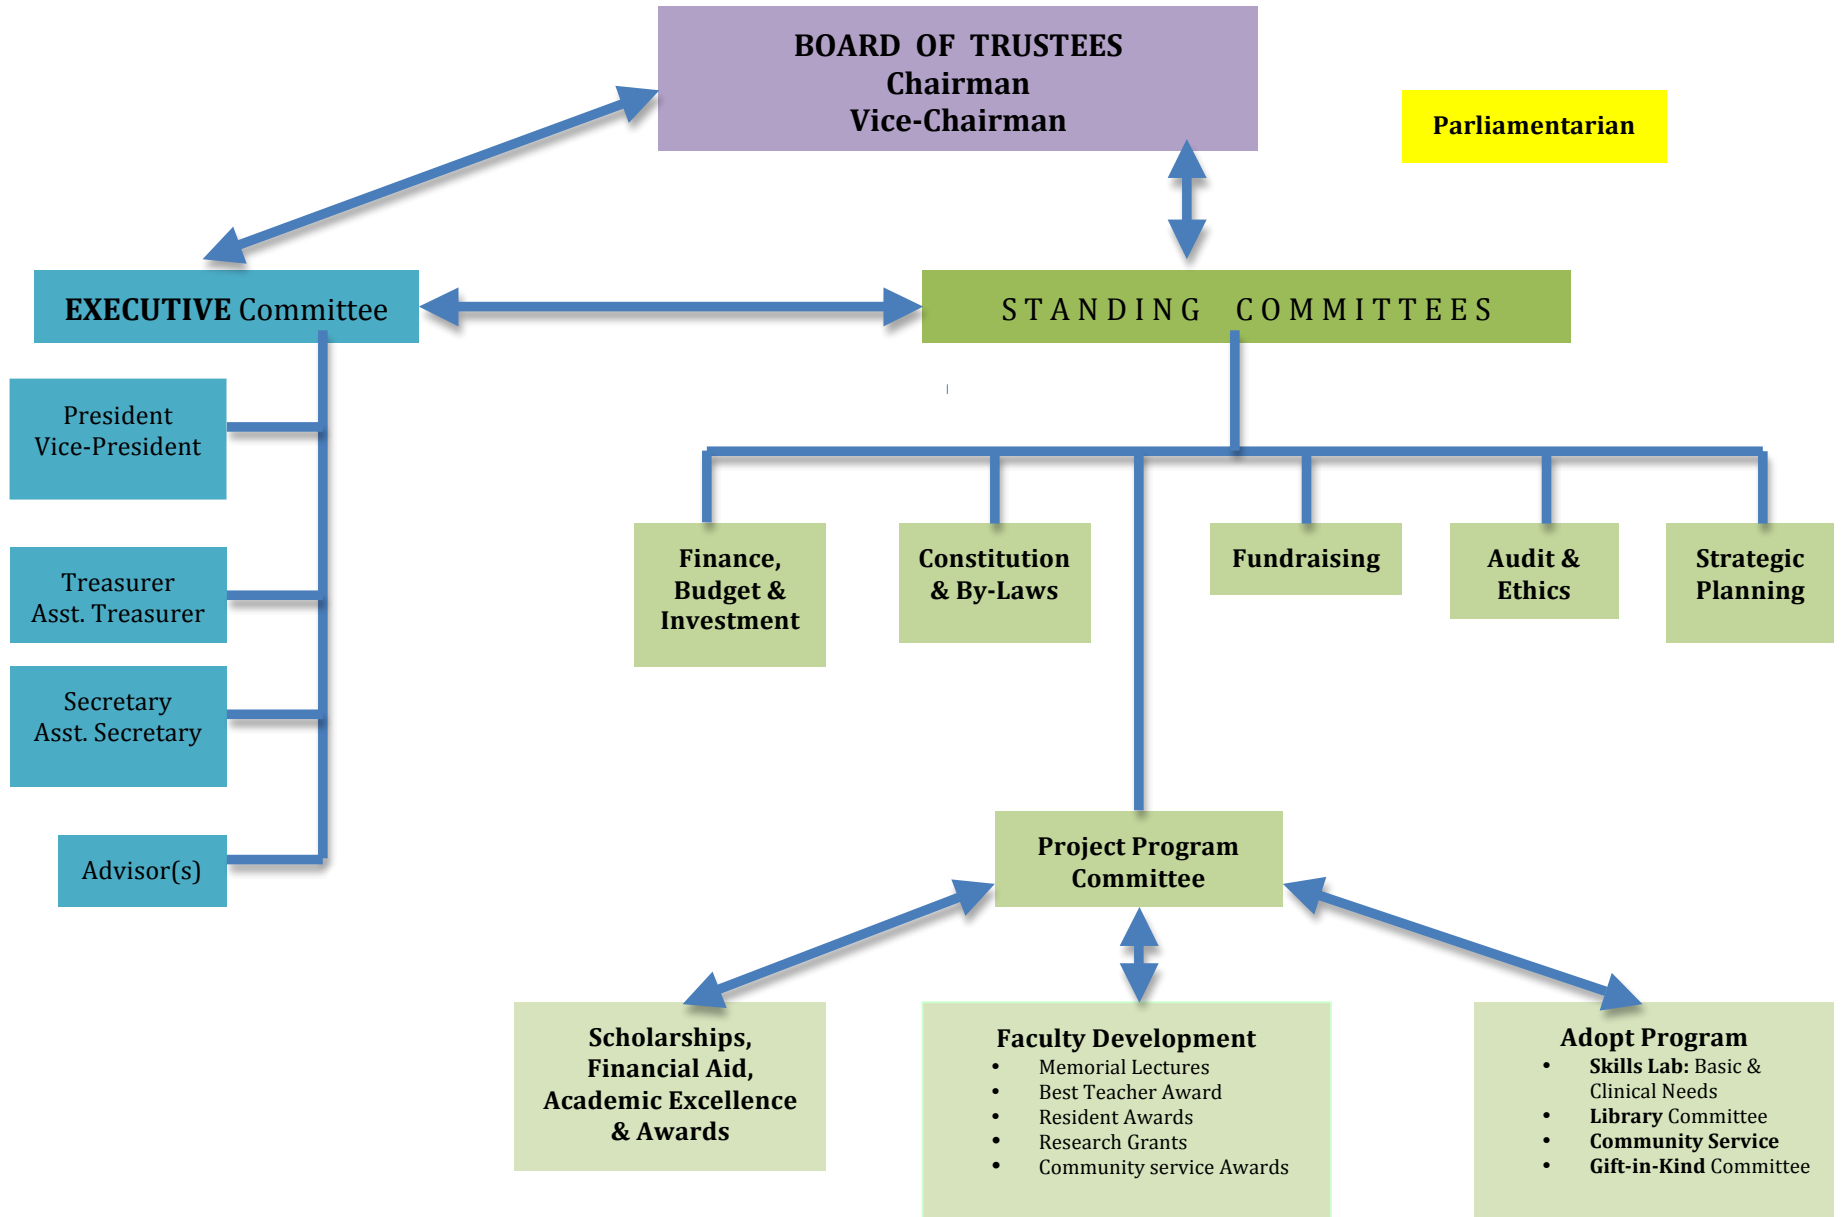 BOARD OF TRUSTEES
Chairman
Vice-Chairman
Parliamentarian
EXECUTIVE Committee
STANDING COMMITTEES
President
Vice-President
Treasurer
Asst. Treasurer
Secretary
Asst. Secretary
Advisor(s)
Finance,
Budget &
Investment
Constitution
& By-Laws
Fundraising
Audit &
Ethics
Strategic
Planning
Project Program
Committee
Scholarships,
Financial Aid,
Academic Excellence
& Awards
Faculty Development
• Memorial Lectures
• Best Teacher Award
• Resident Awards
• Research Grants
• Community service Awards
Adopt Program
• Skills Lab: Basic &
Clinical Needs
• Library Committee
• Community Service
• Gift-in-Kind Committee